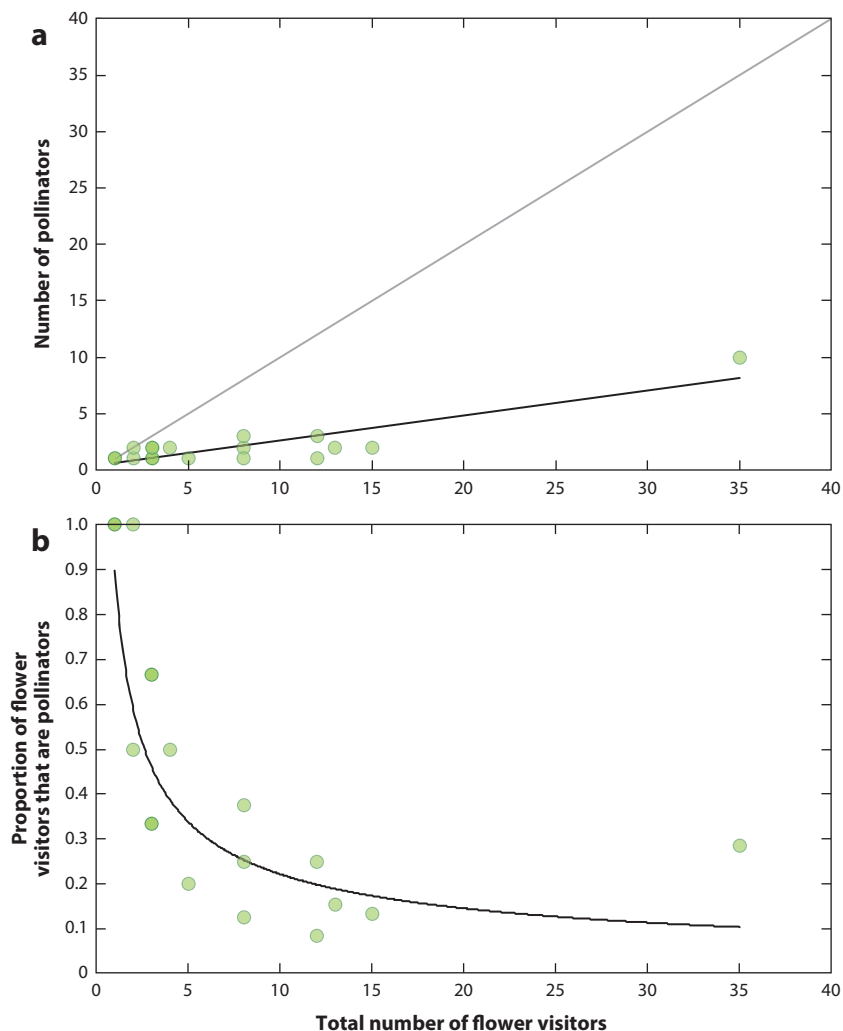 a
40
35
30
25
20
15
10
5
0
Number of pollinators
0 5 10 15 20 25 30 35 40
b
1.0
0.9
0.8
0.7
0.6
0.5
0.4
0.3
0.2
0.1
0
Proportion of flower
visitors that are pollinators
0 5 10 15 20 25 30 35 40
Total number of flower visitors